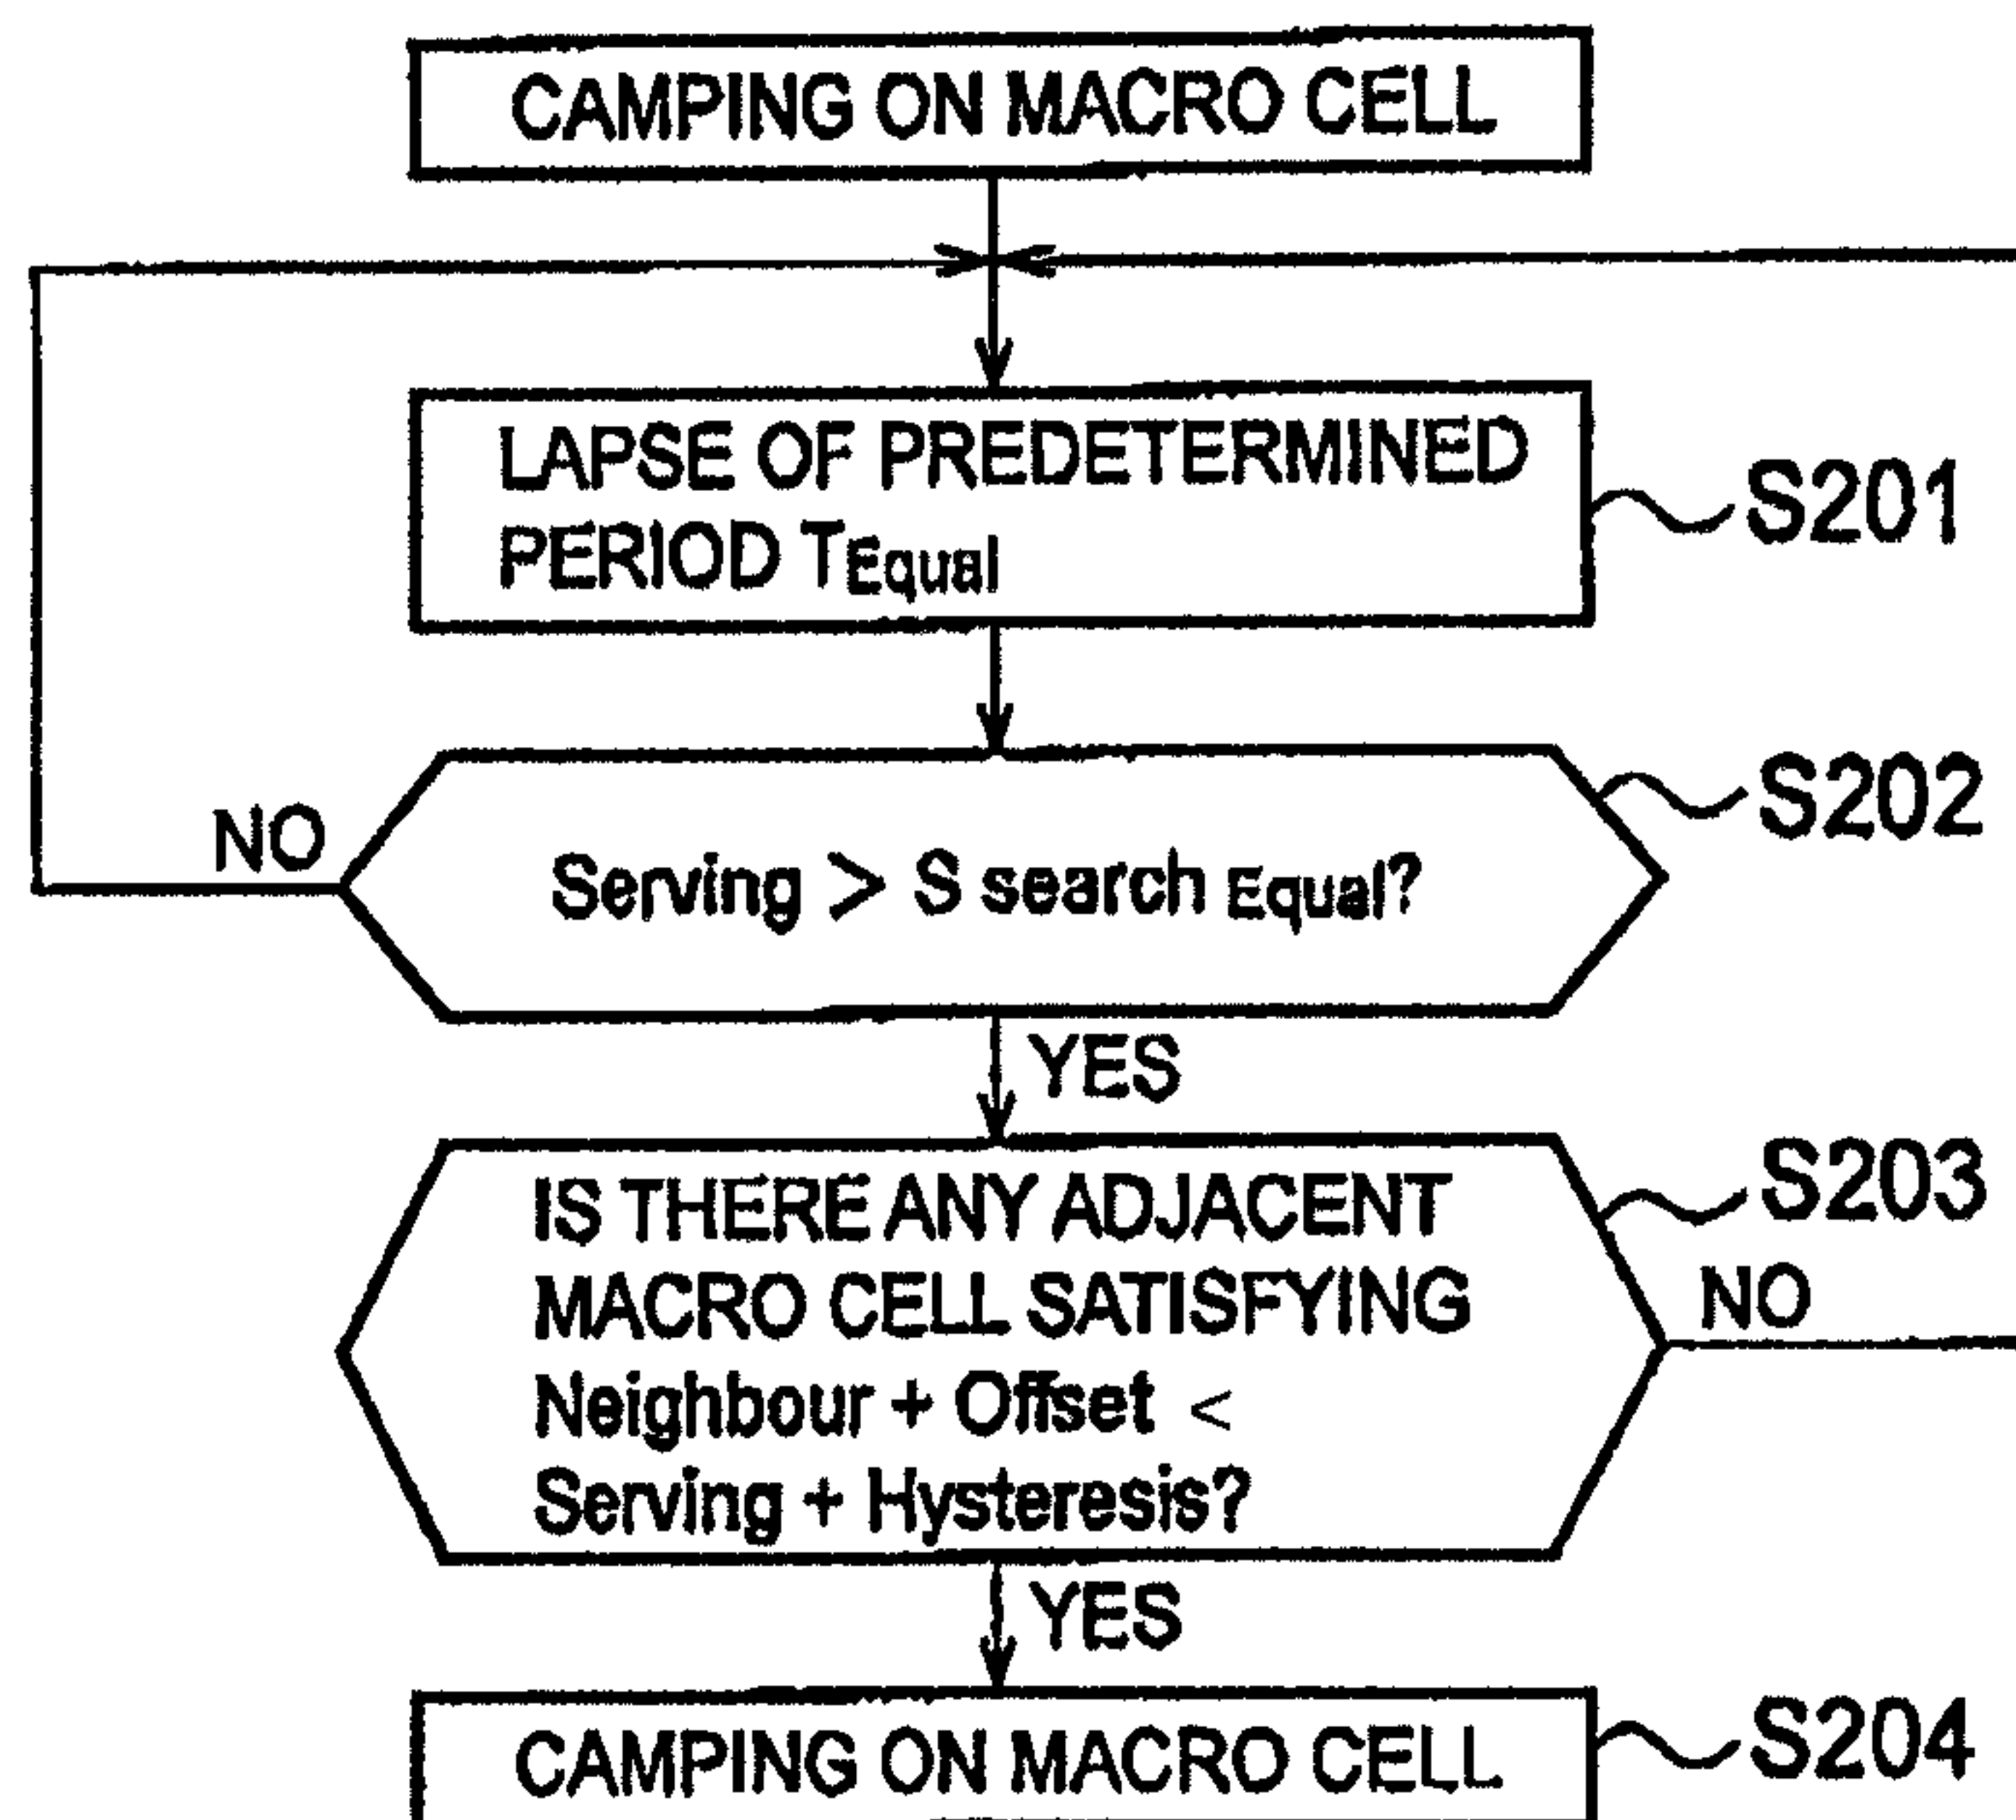 CAMPING ON MACRO CELL
LAPSE OF PREDETERMINED
PERIOD TEqual
S201
S202
NO
Serving > S search Equal?
YES
S203
IS THERE ANY ADJACENT
MACRO CELL SATISFYING
NO
Neighbour + Offset <
Serving + Hysteresis?
YES
S204
CAMPING ON MACRO CELL